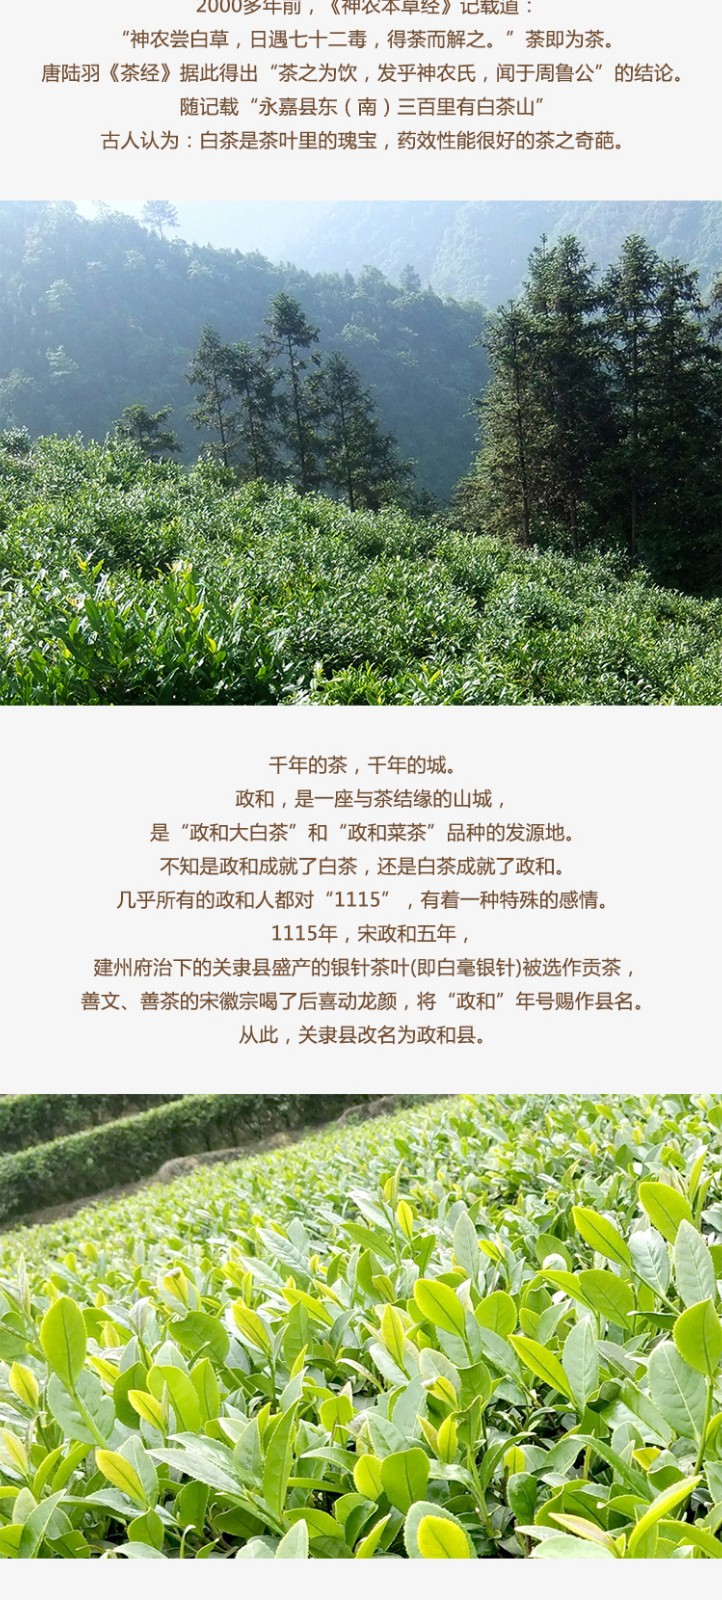 2000多年前，《神农本草经》记载道：
“神农尝白草，日遇七十二毒，得荼而解之。”荼即为茶。
唐陆羽《茶经》据此得出“茶之为饮，发乎神农氏，闻于周鲁公”的结论。
随记载“永嘉县东（南）三百里有白茶山”
古人认为：白茶是茶叶里的瑰宝，药效性能很好的茶之奇葩。
千年的茶，千年的城。
政和，是一座与茶结缘的山城，
是“政和大白茶”和“政和菜茶”品种的发源地。
不知是政和成就了白茶，还是白茶成就了政和。
几乎所有的政和人都对“1115”，有着一种特殊的感情。
1115年，宋政和五年，
建州府治下的关隶县盛产的银针茶叶(即白毫银针)被选作贡茶，
善文、善茶的宋徽宗喝了后喜动龙颜，将“政和”年号赐作县名。
从此，关隶县改名为政和县。